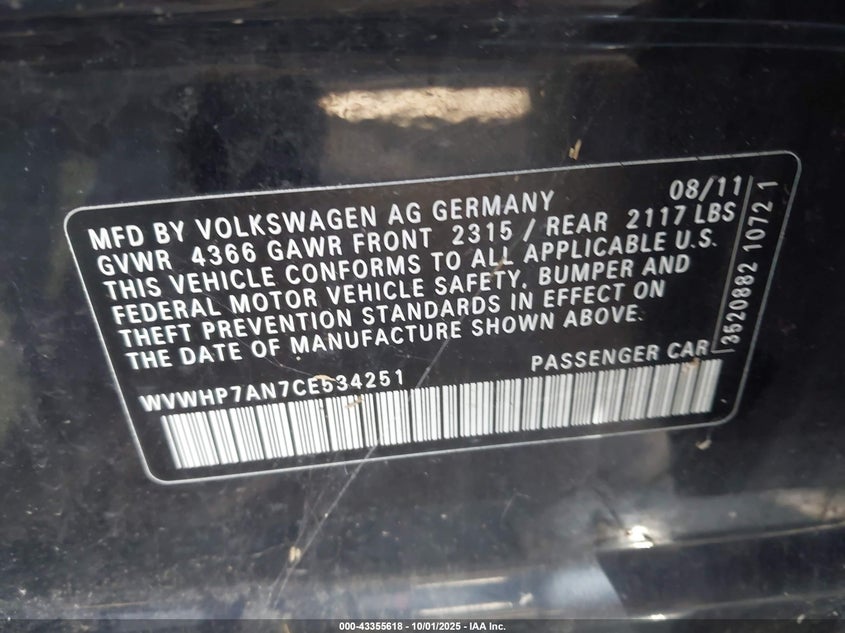 08/11
MFD BY VOLKSWAGEN AG GERMANY
GVWR 4366 GAWR FRONT 2315 / REAR 2117 LBS
THIS VEHICLE CONFORMS TO ALL APPLICABLE U.S.
FEDERAL MOTOR VEHICLE SAFETY, BUMPER AND
THEFT PREVENTION STANDARDS IN EFFECT ON
THE DATE OF MANUFACTURE SHOWN ABOVE.
PASSENGER CAR
WVWHP7AN7CE534251
3520882 10721
000-43355618 - 10/01/2025 - IAA Inc.